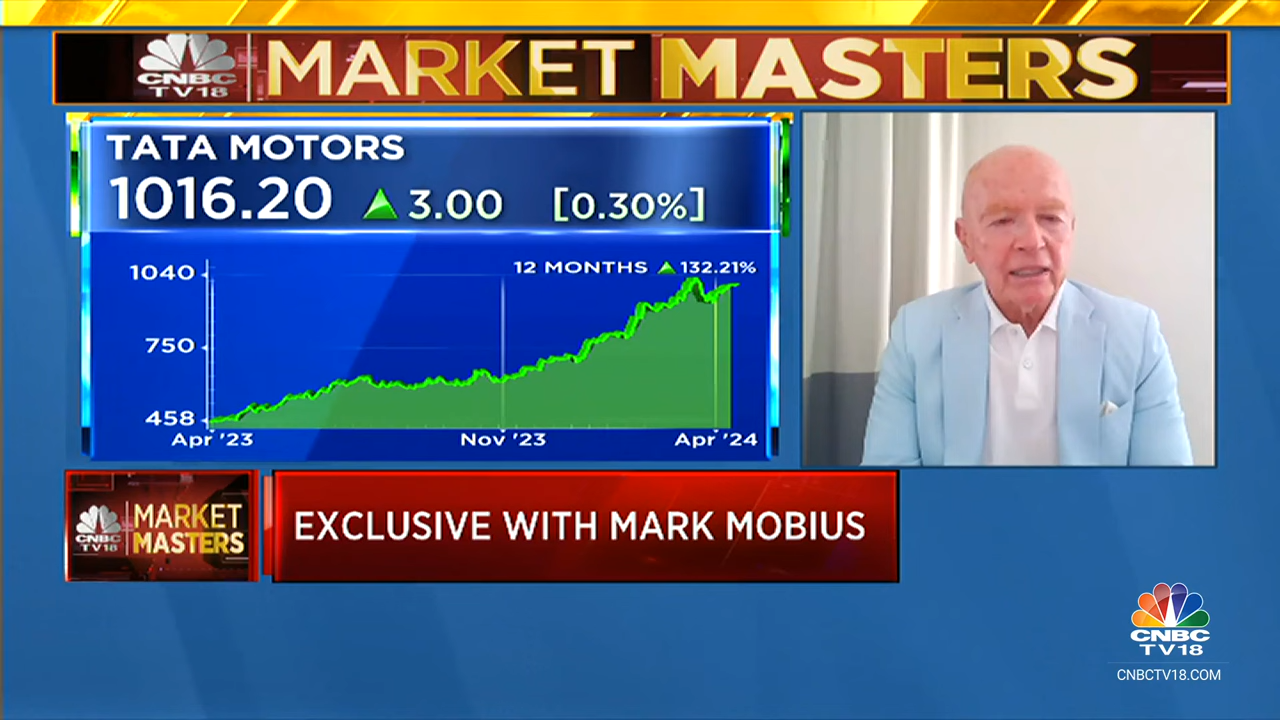 CNBC
TV18
MARKET MASTERS
TATA MOTORS
1016.20 ▲ 3.00 [0.30%]
12 MONTHS ▲ 132.21%
1040
750
458
Apr '23 Nov '23 Apr '24
CNBC
TV18
MARKET
MASTERS
EXCLUSIVE WITH MARK MOBIUS
CNBC
TV18
CNBCTV18.COM